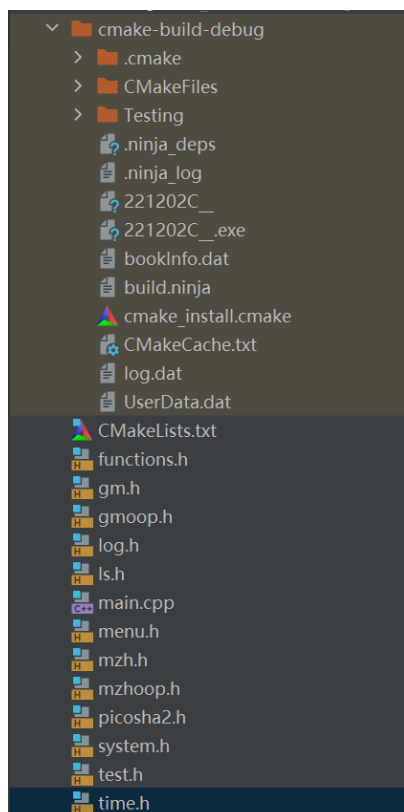 cmake-build-debug
.cmake
CMakeFiles
Testing
.ninja_deps
.ninja_log
221202C__
221202C__.exe
bookInfo.dat
build.ninja
cmake_install.cmake
CMakeCache.txt
log.dat
UserData.dat
CMakeLists.txt
functions.h
gm.h
gmoop.h
log.h
ls.h
main.cpp
menu.h
mzh.h
mzhoop.h
picosha2.h
system.h
test.h
time.h